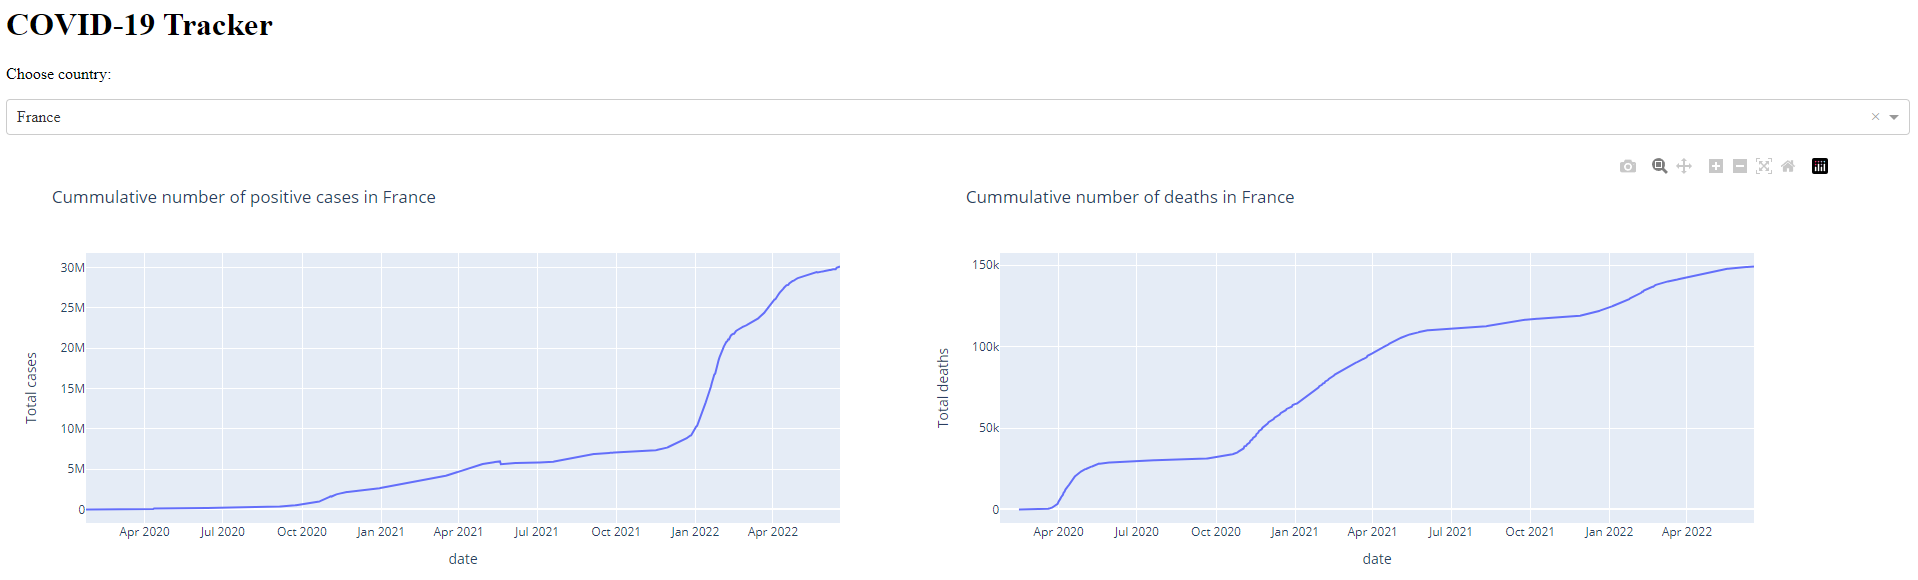 COVID-19 Tracker
Choose country:
France
Cummulative number of positive cases in France
Total cases
30M
25M
20M
15M
10M
5M
0
Apr 2020 Jul 2020 Oct 2020 Jan 2021 Apr 2021 Jul 2021 Oct 2021 Jan 2022 Apr 2022
date
Cummulative number of deaths in France
Total deaths
150k
100k
50k
0
Apr 2020 Jul 2020 Oct 2020 Jan 2021 Apr 2021 Jul 2021 Oct 2021 Jan 2022 Apr 2022
date